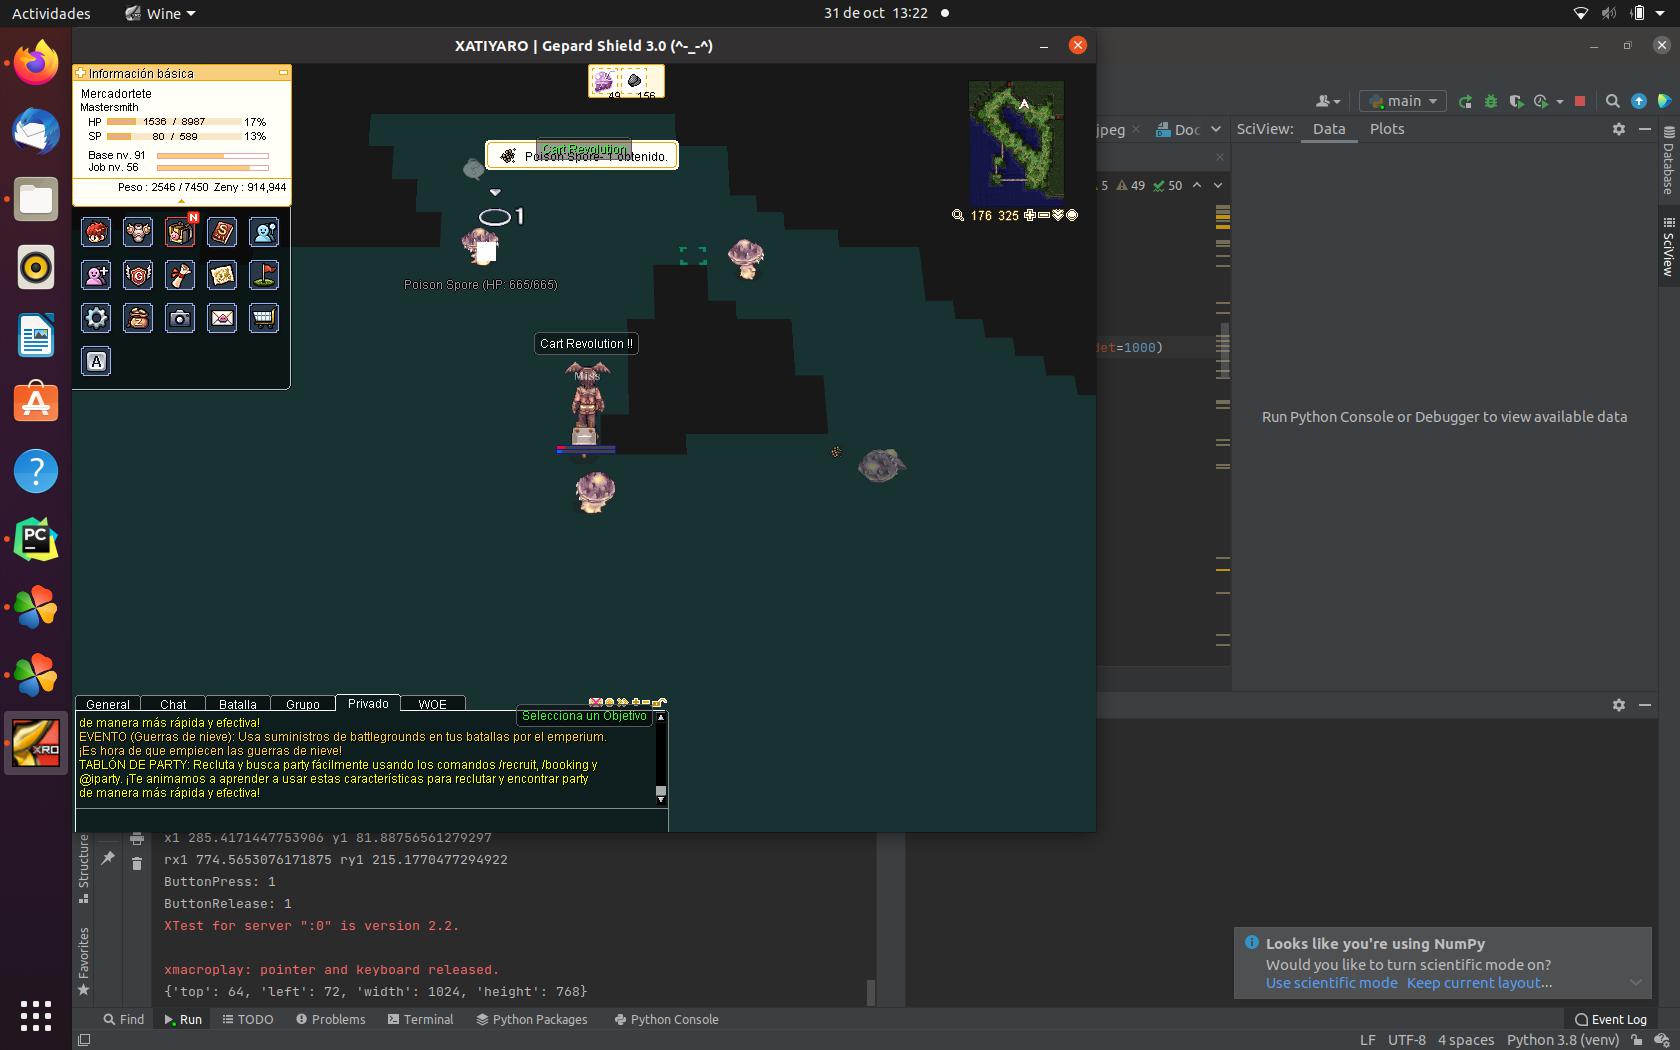 Actividades
Wine
31 de oct 13:22
XATIYARO | Gepard Shield 3.0 (^-_-^)
Información básica
Mercadortete
Mastersmith
HP 1536 / 8987 17%
SP 80 / 589 13%
Base nv. 91
Job nv. 56
Peso : 2546 / 7450 Zeny : 914,944
N
A
49 156
Cart Revolution
Poison Spore- 1 obtenido.
1
Poison Spore (HP: 665/665)
Cart Revolution !!
Miss
176 325
General
Chat
Batalla
Grupo
Privado
WOE
Selecciona un Objetivo
de manera más rápida y efectiva!
EVENTO (Guerras de nieve): Usa suministros de battlegrounds en tus batallas por el emperium.
¡Es hora de que empiecen las guerras de nieve!
TABLÓN DE PARTY: Recluta y busca party fácilmente usando los comandos /recruit, /booking y
@iparty. ¡Te animamos a aprender a usar estas características para reclutar y encontrar party
de manera más rápida y efectiva!
main
jpeg
Doc
SciView:
Data
Plots
5 49 50
Database
SciView
det=1000)
Run Python Console or Debugger to view available data
PC
XRO
x1 285.4171447753906 y1 81.88756561279297
rx1 774.5653076171875 ry1 215.1770477294922
ButtonPress: 1
ButtonRelease: 1
XTest for server ":0" is version 2.2.
xmacroplay: pointer and keyboard released.
{'top': 64, 'left': 72, 'width': 1024, 'height': 768}
Structure
Favorites
Looks like you're using NumPy
Would you like to turn scientific mode on?
Use scientific mode Keep current layout...
Find
Run
TODO
Problems
Terminal
Python Packages
Python Console
Event Log
LF UTF-8 4 spaces Python 3.8 (venv)